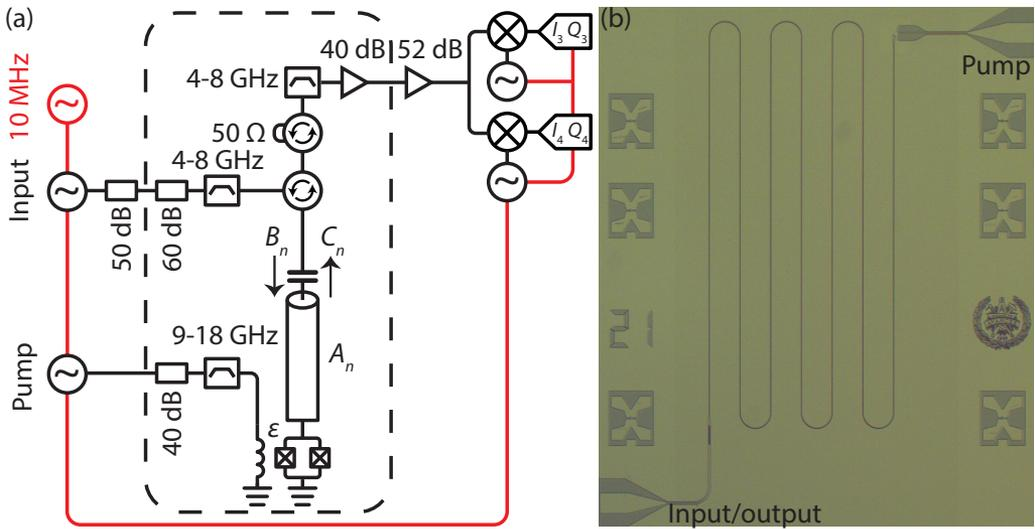 (a)
40 dB
52 dB
I3 Q3
4-8 GHz
10 MHz
50 Ω
4-8 GHz
I4 Q4
Input
50 dB
60 dB
Bn
Cn
9-18 GHz
An
Pump
40 dB
ε
(b)
Pump
21
Input/output